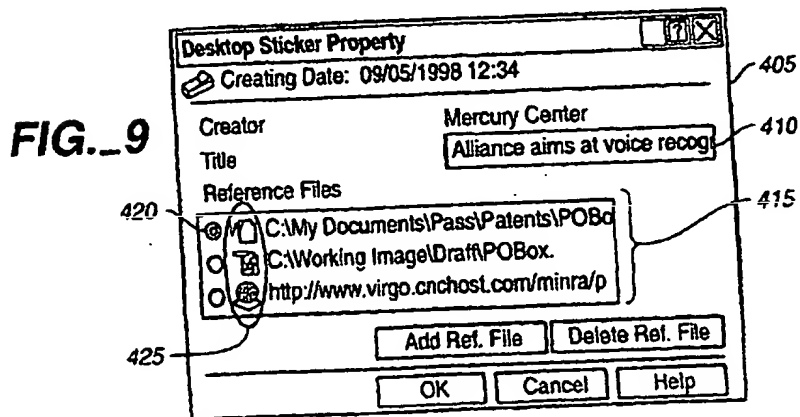 FIG._9
Desktop Sticker Property ?
Creating Date: 09/05/1998 12:34
405
Creator Mercury Center
Title Alliance aims at voice recogr
410
Reference Files
415
420
C:\My Documents\Pass\Patents\POBo
C:\Working Image\Draft\POBox.
http://www.virgo.cnchost.com/minra/p
425
Add Ref. File Delete Ref. File
OK Cancel Help